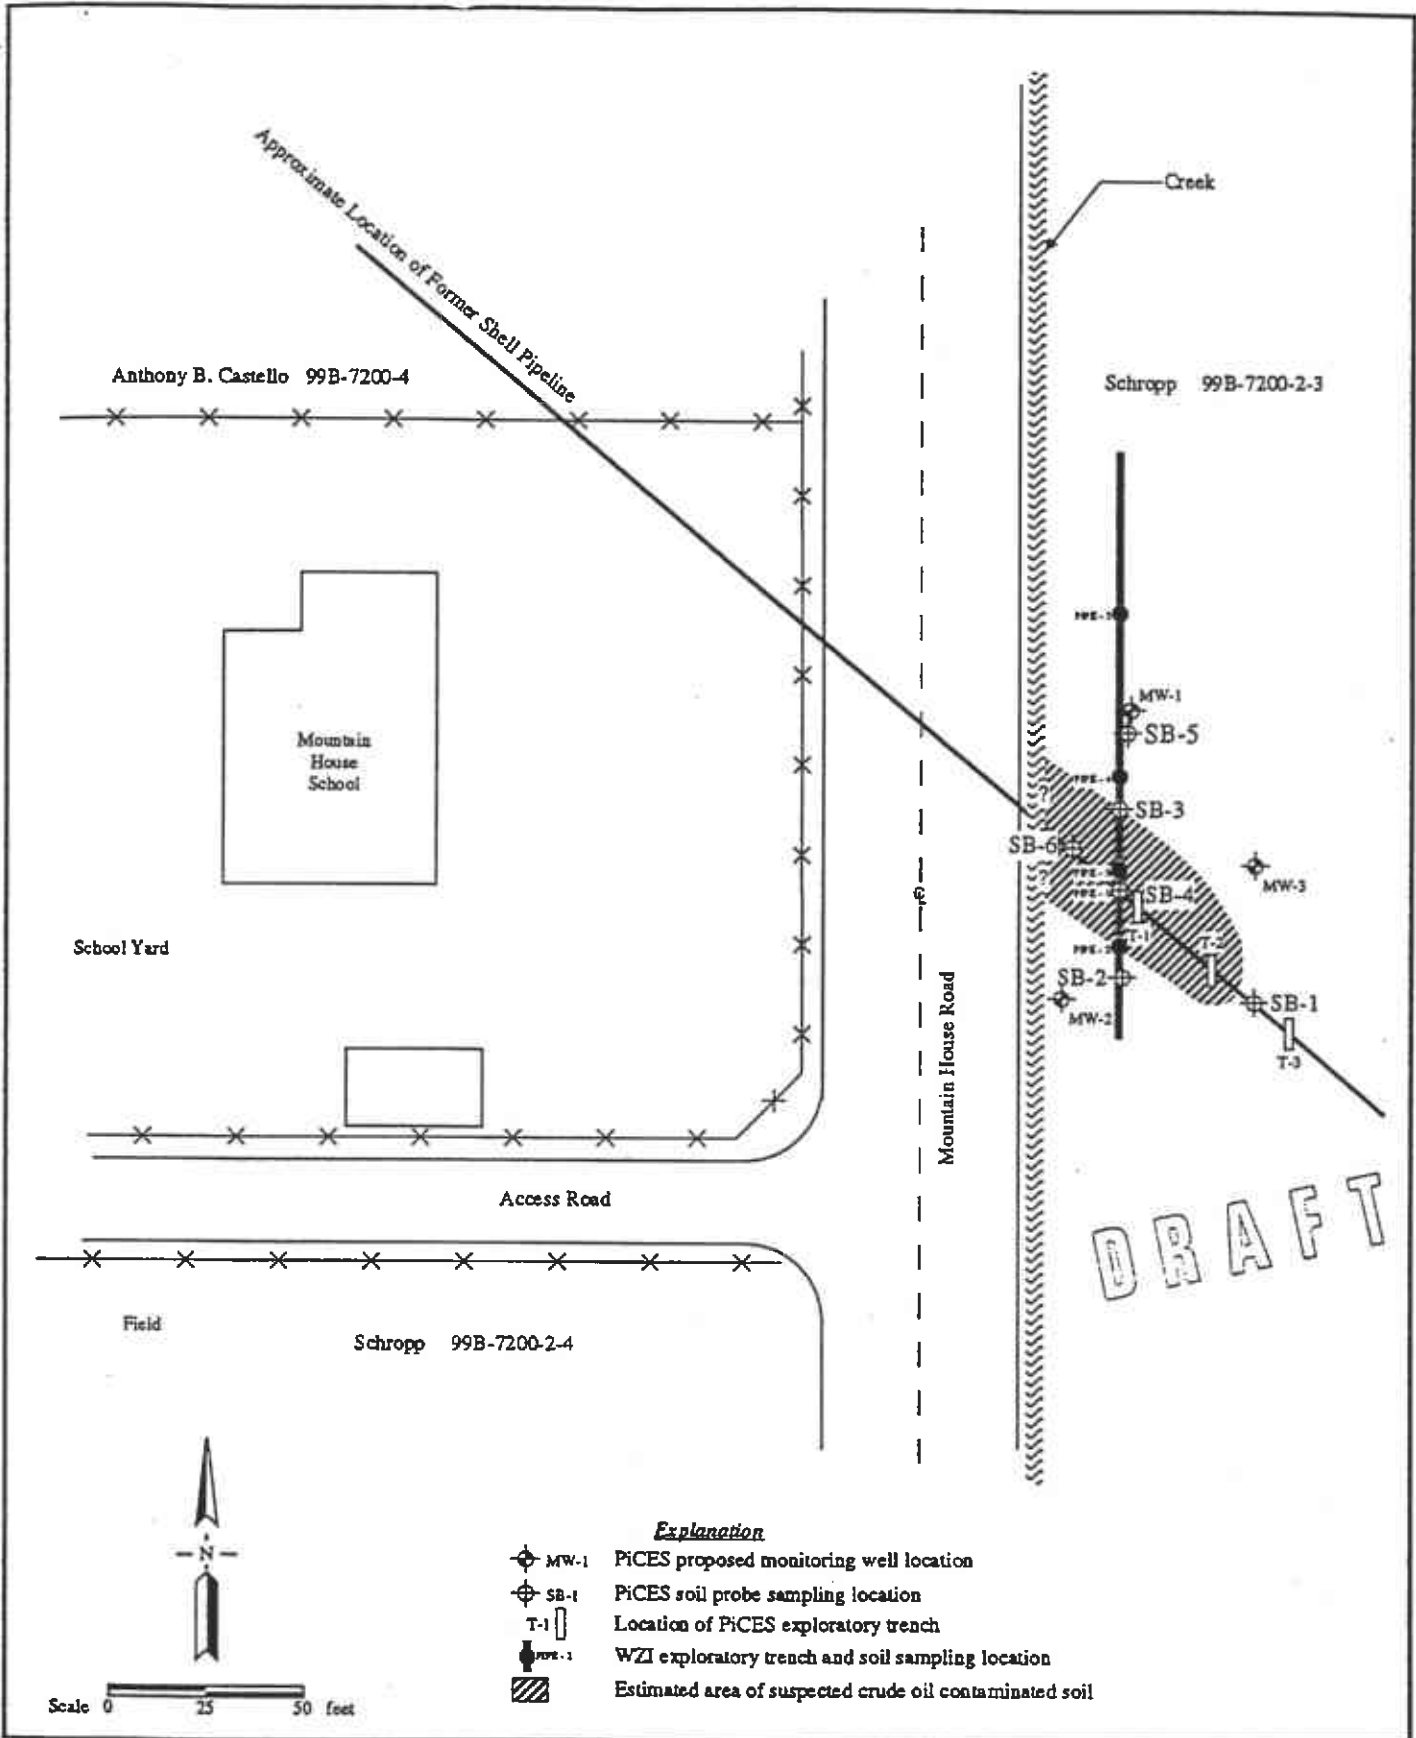 Approximate Location of Former Shell Pipeline
Creek
Anthony B. Castello 99B-7200-4
Schropp 99B-7200-2-3
MW-1
SB-5
Mountain
House
School
SB-3
SB-6
?
?
MW-3
SB-4
T-1
T-2
School Yard
SB-2
SB-1
MW-2
T-3
Mountain House Road
Access Road
DRAFT
Field
Schropp 99B-7200-2-4
N
Explanation
MW-1 PiCES proposed monitoring well location
SB-1 PiCES soil probe sampling location
T-1 Location of PiCES exploratory trench
WZI exploratory trench and soil sampling location
Estimated area of suspected crude oil contaminated soil
Scale 0 25 50 feet